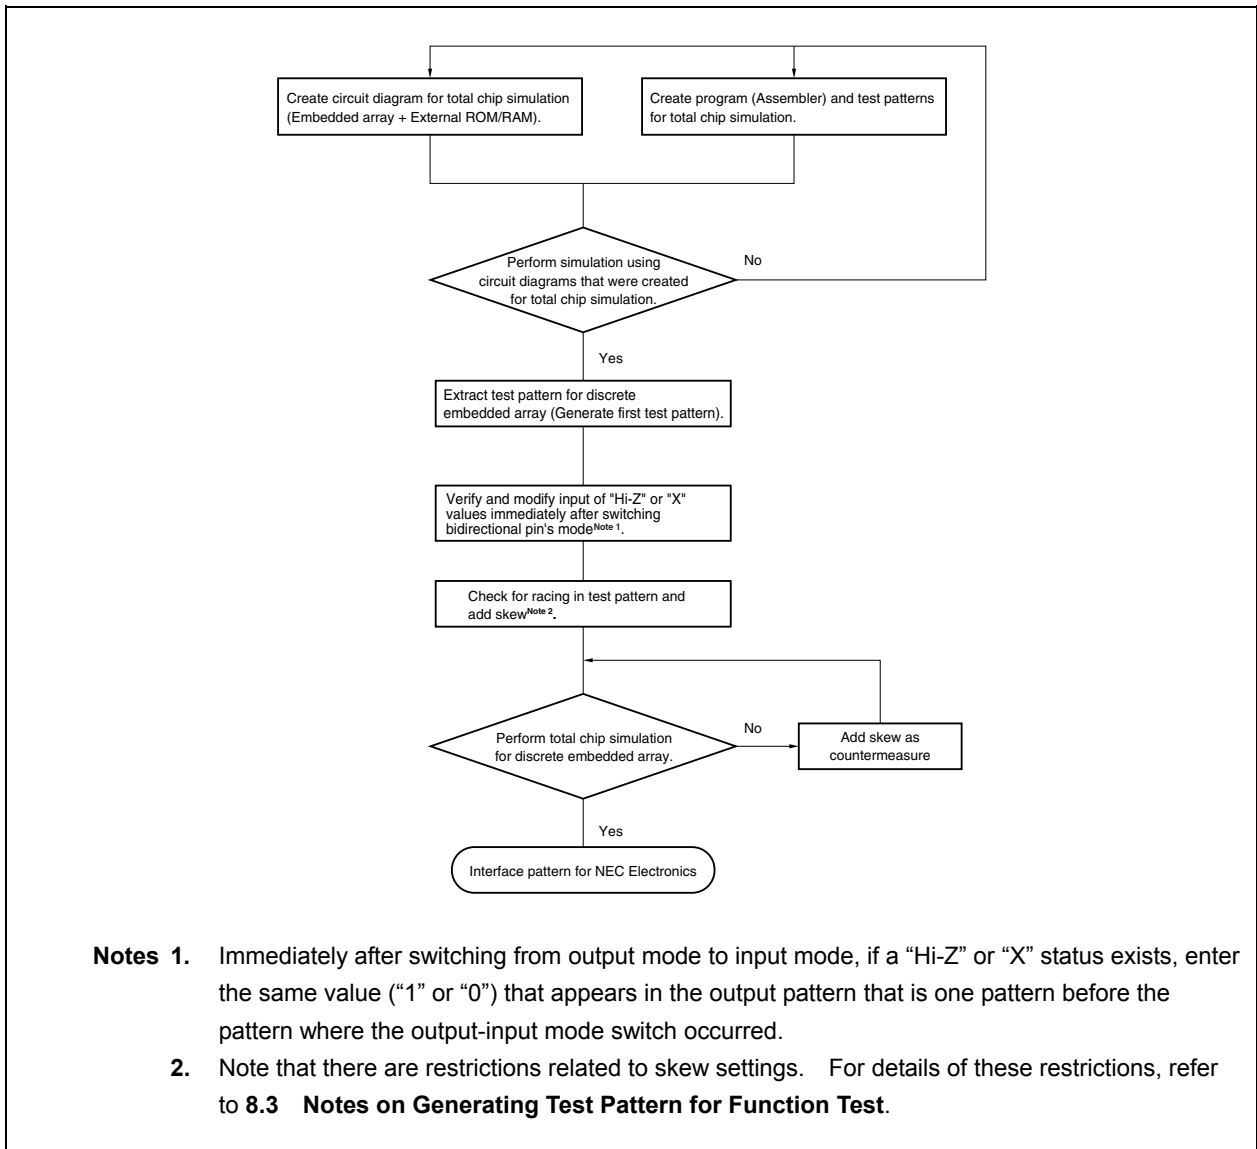 Create circuit diagram for total chip simulation
(Embedded array + External ROM/RAM).
Create program (Assembler) and test patterns
for total chip simulation.
Perform simulation using
circuit diagrams that were created
for total chip simulation.
No
Yes
Extract test pattern for discrete
embedded array (Generate first test pattern).
Verify and modify input of "Hi-Z" or "X"
values immediately after switching
bidirectional pin's modeNote 1.
Check for racing in test pattern and
add skewNote 2.
Perform total chip simulation
for discrete embedded array.
No
Add skew as
countermeasure
Yes
Interface pattern for NEC Electronics
Notes 1. Immediately after switching from output mode to input mode, if a “Hi-Z” or “X” status exists, enter
the same value (“1” or “0”) that appears in the output pattern that is one pattern before the
pattern where the output-input mode switch occurred.
2. Note that there are restrictions related to skew settings. For details of these restrictions, refer
to 8.3 Notes on Generating Test Pattern for Function Test.